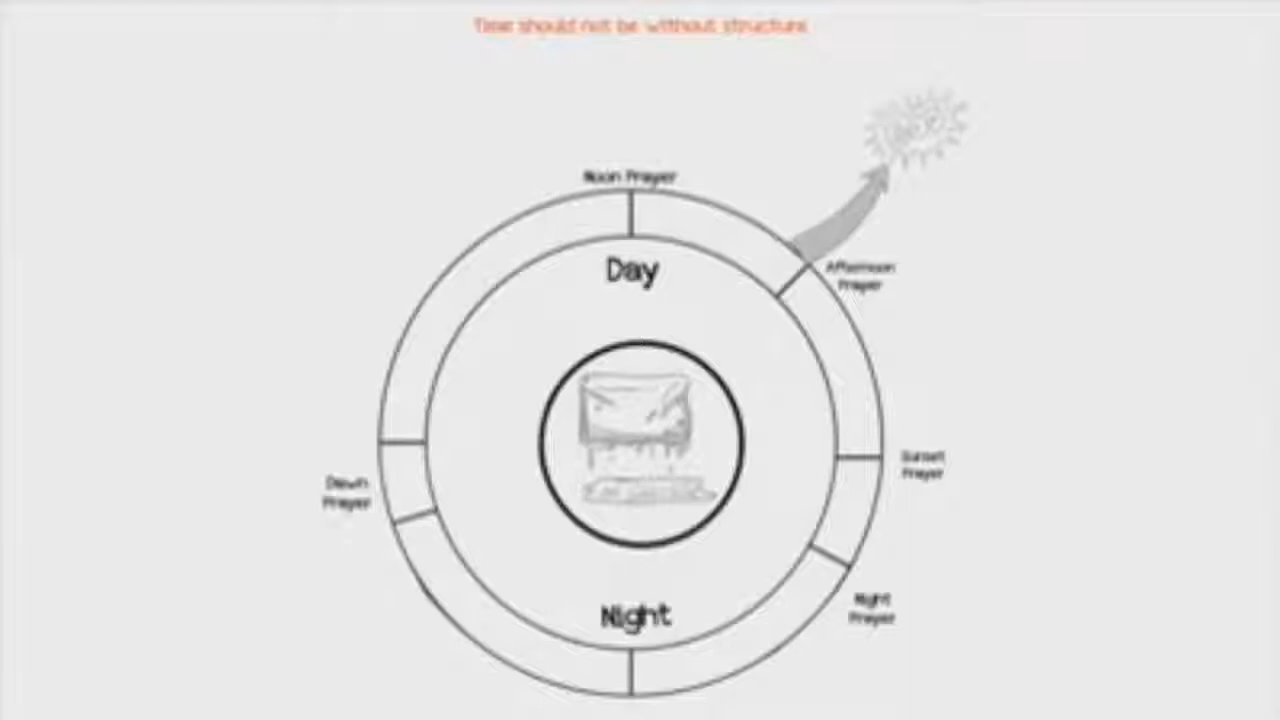 Time should not be without structure
Noon Prayer
Day
Afternoon
Prayer
Sunset
Prayer
Dawn
Prayer
Night
Prayer
Night